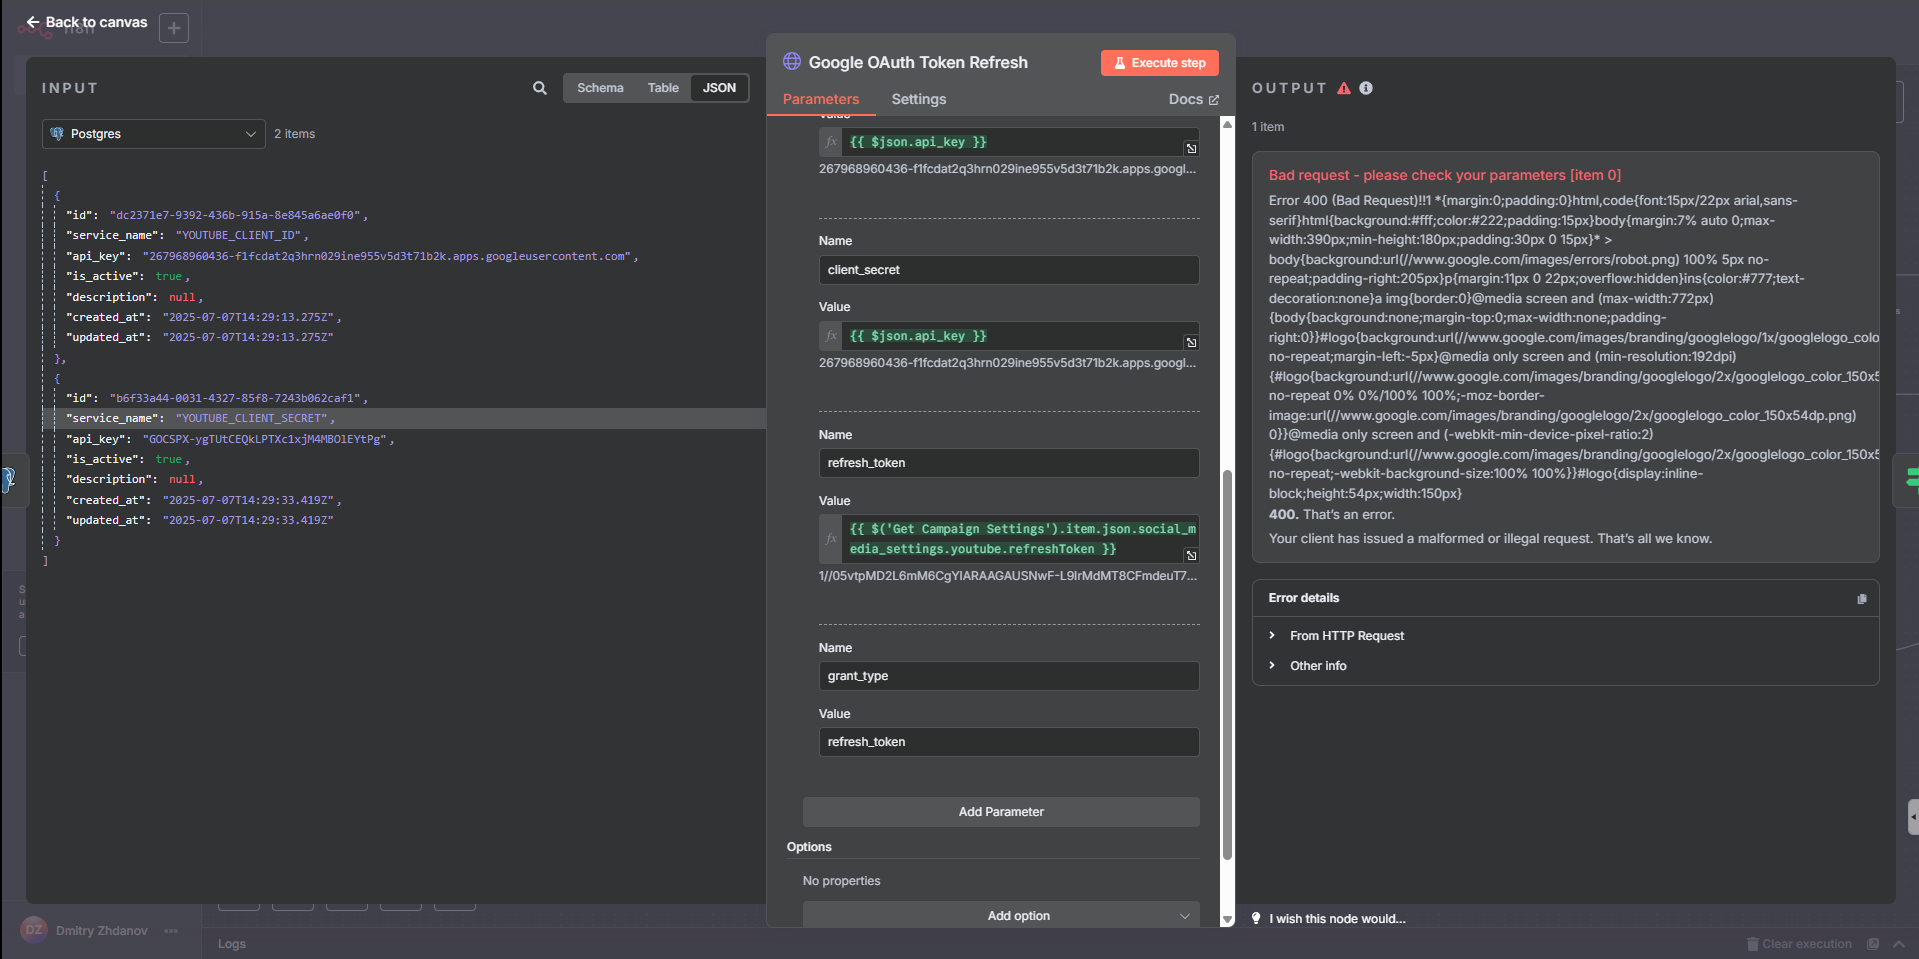 Back to canvas
n8n
INPUT
Schema
Table
JSON
Postgres
2 items
[
{
"id": "dc2371e7-9392-436b-915a-8e845a6ae0f0",
"service_name": "YOUTUBE_CLIENT_ID",
"api_key": "267968960436-f1fcdat2q3hrn029ine955v5d3t71b2k.apps.googleusercontent.com",
"is_active": true,
"description": null,
"created_at": "2025-07-07T14:29:13.275Z",
"updated_at": "2025-07-07T14:29:13.275Z"
},
{
"id": "b6f33a44-0031-4327-85f8-7243b062caf1",
"service_name": "YOUTUBE_CLIENT_SECRET",
"api_key": "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",
"is_active": true,
"description": null,
"created_at": "2025-07-07T14:29:33.419Z",
"updated_at": "2025-07-07T14:29:33.419Z"
}
]
Google OAuth Token Refresh
Execute step
Parameters
Settings
Docs
Value
fx {{ $json.api_key }}
267968960436-f1fcdat2q3hrn029ine955v5d3t71b2k.apps.googl...
Name
client_secret
Value
fx {{ $json.api_key }}
267968960436-f1fcdat2q3hrn029ine955v5d3t71b2k.apps.googl...
Name
refresh_token
Value
fx {{ $('Get Campaign Settings').item.json.social_m
edia_settings.youtube.refreshToken }}
1//05vtpMD2L6mM6CgYIARAAGAUSNwF-L9IrMdMT8CFmdeuT7...
Name
grant_type
Value
refresh_token
Add Parameter
Options
No properties
Add option
OUTPUT
1 item
Bad request - please check your parameters [item 0]
Error 400 (Bad Request)!!1 *{margin:0;padding:0}html,code{font:15px/22px arial,sans-
serif}html{background:#fff;color:#222;padding:15px}body{margin:7% auto 0;max-
width:390px;min-height:180px;padding:30px 0 15px}* >
body{background:url(//www.google.com/images/errors/robot.png) 100% 5px no-
repeat;padding-right:205px}p{margin:11px 0 22px;overflow:hidden}ins{color:#777;text-
decoration:none}a img{border:0}@media screen and (max-width:772px)
{body{background:none;margin-top:0;max-width:none;padding-
right:0}}#logo{background:url(//www.google.com/images/branding/googlelogo/1x/googlelogo_colo
no-repeat;margin-left:-5px}@media only screen and (min-resolution:192dpi)
{#logo{background:url(//www.google.com/images/branding/googlelogo/2x/googlelogo_color_150x5
no-repeat 0% 0%/100% 100%;-moz-border-
image:url(//www.google.com/images/branding/googlelogo/2x/googlelogo_color_150x54dp.png)
0}}@media only screen and (-webkit-min-device-pixel-ratio:2)
{#logo{background:url(//www.google.com/images/branding/googlelogo/2x/googlelogo_color_150x5
no-repeat;-webkit-background-size:100% 100%}}#logo{display:inline-
block;height:54px;width:150px}
400. That's an error.
Your client has issued a malformed or illegal request. That's all we know.
Error details
From HTTP Request
Other info
I wish this node would...
DZ Dmitry Zhdanov
Logs
Clear execution